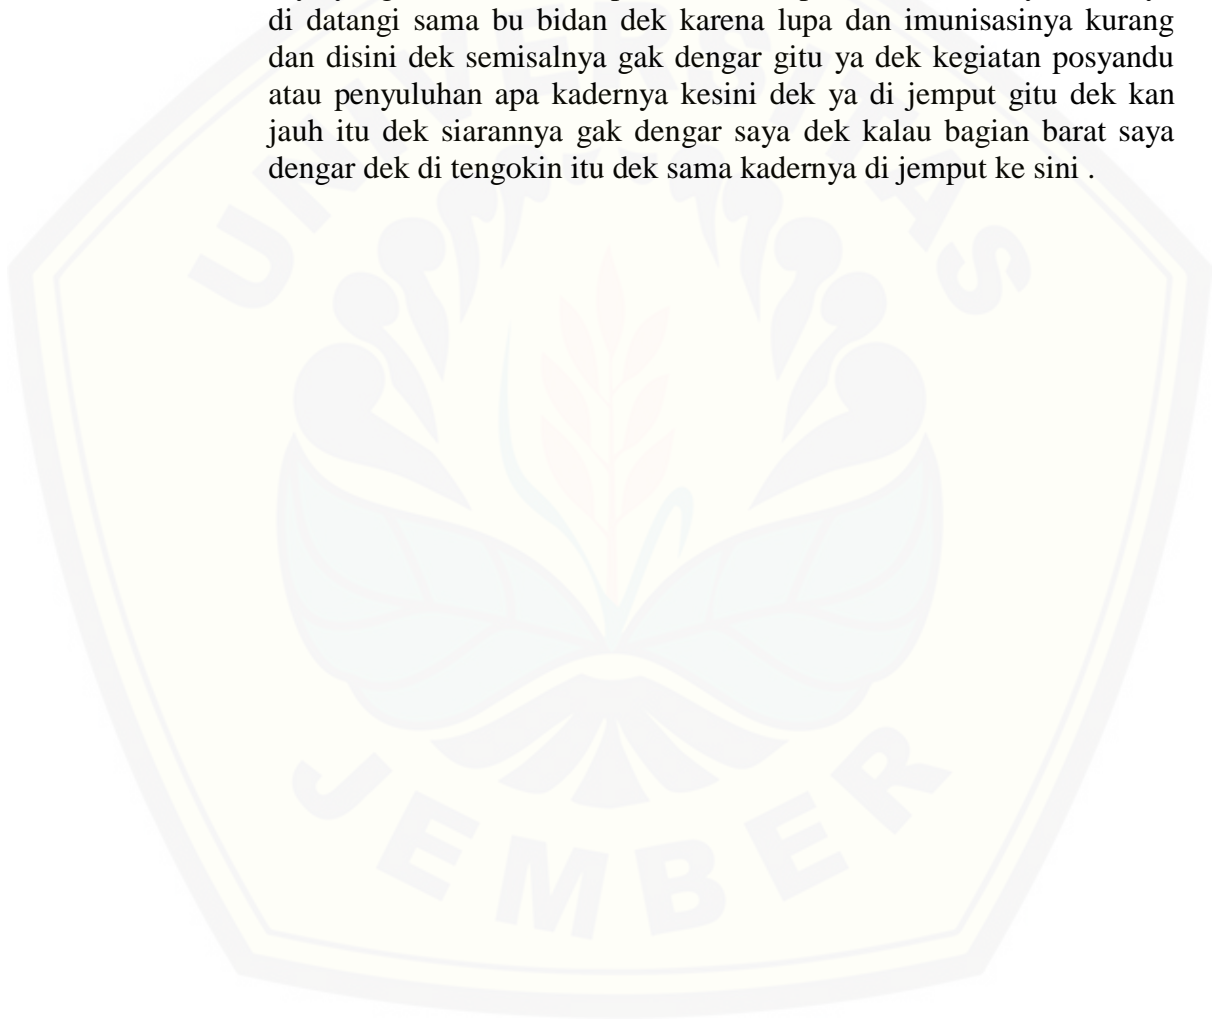 di datangi sama bu bidan dek karena lupa dan imunisasinya kurang
dan disini dek semisalnya gak dengar gitu ya dek kegiatan posyandu
atau penyuluhan apa kadernya kesini dek ya di jemput gitu dek kan
jauh itu dek siarannya gak dengar saya dek kalau bagian barat saya
dengar dek di tengokin itu dek sama kadernya di jemput ke sini .
UNIVERSITAS
JEMBER